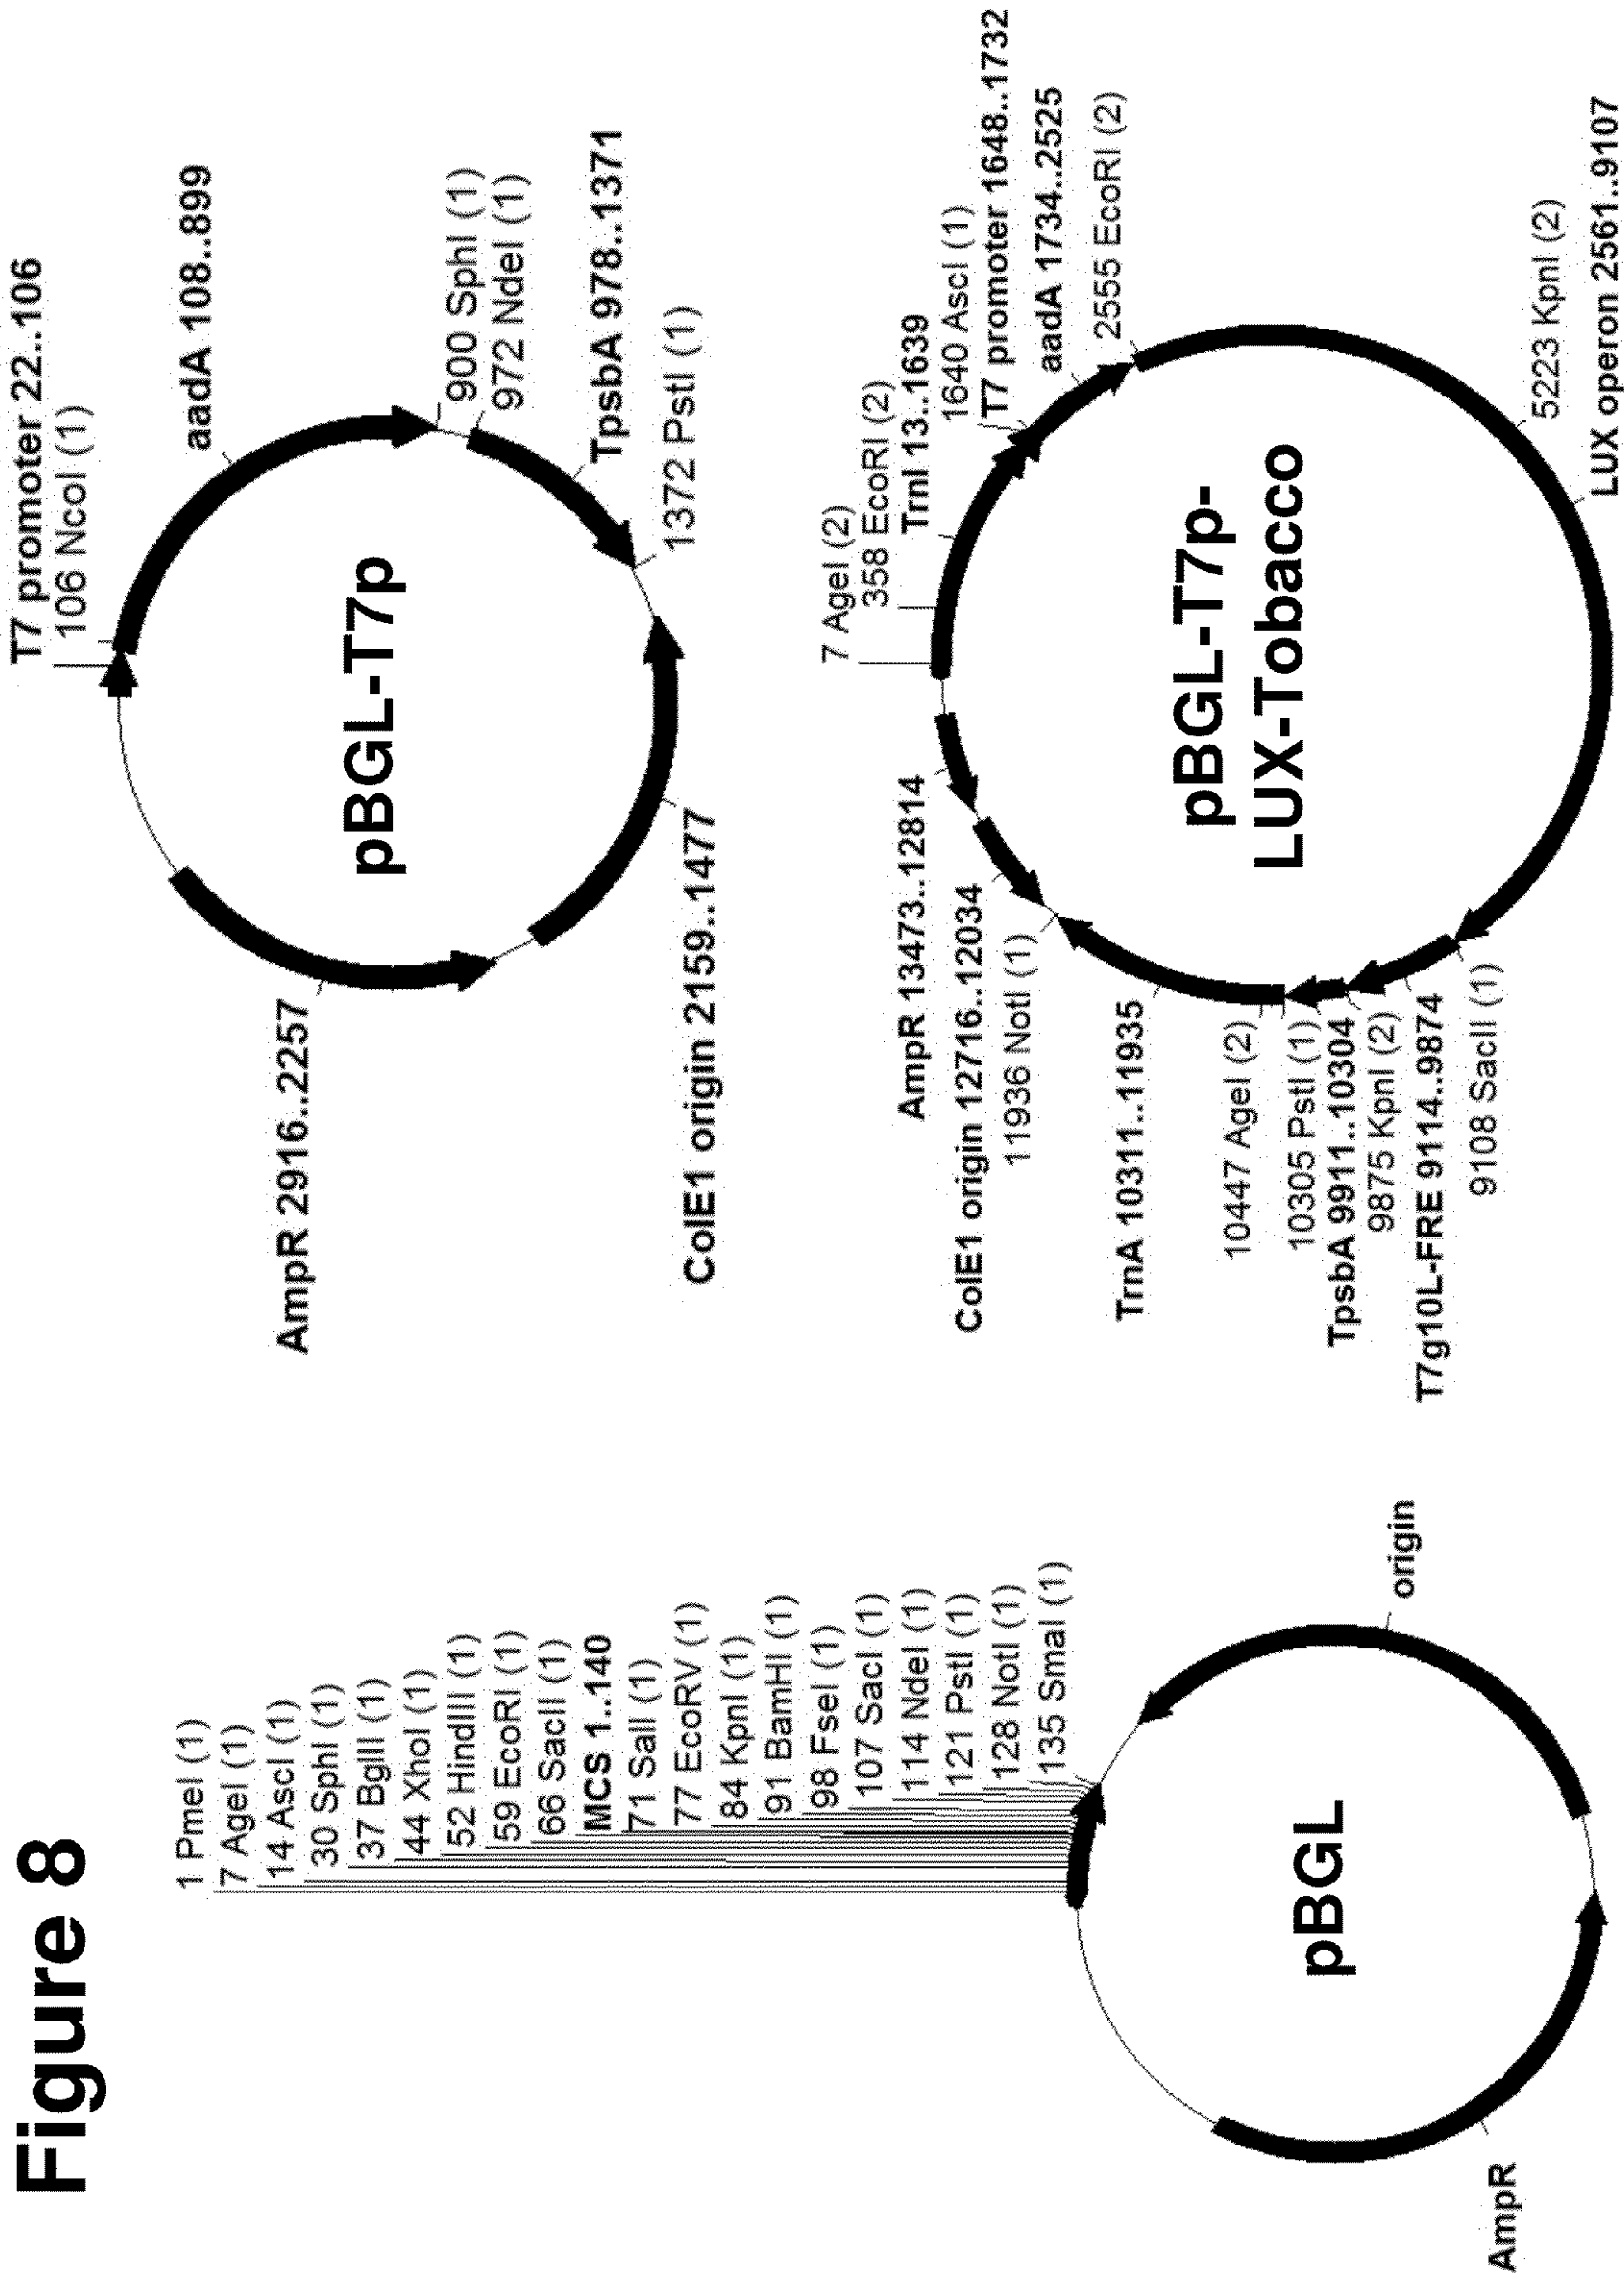 Figure 8
1 PmeI (1)
7 AgeI (1)
14 AscI (1)
30 SphI (1)
37 BglII (1)
44 XhoI (1)
52 HindIII (1)
59 EcoRI (1)
66 SacII (1)
MCS 1..140
71 SalI (1)
77 EcoRV (1)
84 KpnI (1)
91 BamHI (1)
98 FseI (1)
107 SacI (1)
114 NdeI (1)
121 PstI (1)
128 NotI (1)
135 SmaI (1)
pBGL
origin
AmpR
T7 promoter 22..106
106 NcoI (1)
aadA 108..899
900 SphI (1)
972 NdeI (1)
TpsbA 978..1371
1372 PstI (1)
pBGL-T7p
AmpR 2916..2257
ColE1 origin 2159..1477
7 AgeI (2)
358 EcoRI (2)
TrnI 13..1639
1640 AscI (1)
T7 promoter 1648..1732
aadA 1734..2525
2555 EcoRI (2)
5223 KpnI (2)
LUX operon 2561..9107
pBGL-T7p-
LUX-Tobacco
AmpR 13473..12814
ColE1 origin 12716..12034
11936 NotI (1)
TrnA 10311..11935
10447 AgeI (2)
10305 PstI (1)
TpsbA 9911..10304
9875 KpnI (2)
T7g10L-FRE 9114..9874
9108 SacII (1)